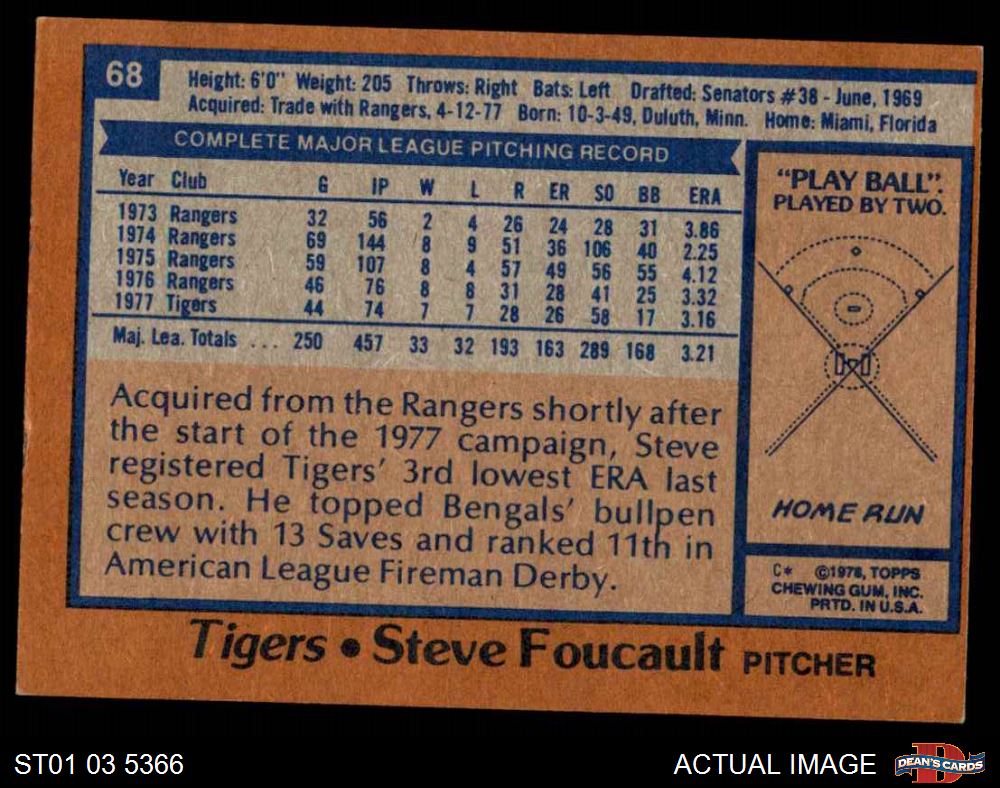 68
Height: 6'0" Weight: 205 Throws: Right Bats: Left Drafted: Senators #38 - June, 1969
Acquired: Trade with Rangers, 4-12-77 Born: 10-3-49, Duluth, Minn. Home: Miami, Florida
COMPLETE MAJOR LEAGUE PITCHING RECORD
Year Club G IP W L R ER SO BB ERA
1973 Rangers 32 56 2 4 26 24 28 31 3.86
1974 Rangers 69 144 8 9 51 36 106 40 2.25
1975 Rangers 59 107 8 4 57 49 56 55 4.12
1976 Rangers 46 76 8 8 31 28 41 25 3.32
1977 Tigers 44 74 7 7 28 26 58 17 3.16
Maj. Lea. Totals ... 250 457 33 32 193 163 289 168 3.21
Acquired from the Rangers shortly after
the start of the 1977 campaign, Steve
registered Tigers' 3rd lowest ERA last
season. He topped Bengals' bullpen
crew with 13 Saves and ranked 11th in
American League Fireman Derby.
"PLAY BALL".
PLAYED BY TWO.
HOME RUN
C* ©1978, TOPPS
CHEWING GUM, INC.
PRTD. IN U.S.A.
Tigers • Steve Foucault PITCHER
ST01 03 5366
ACTUAL IMAGE
DEAN'S CARDS